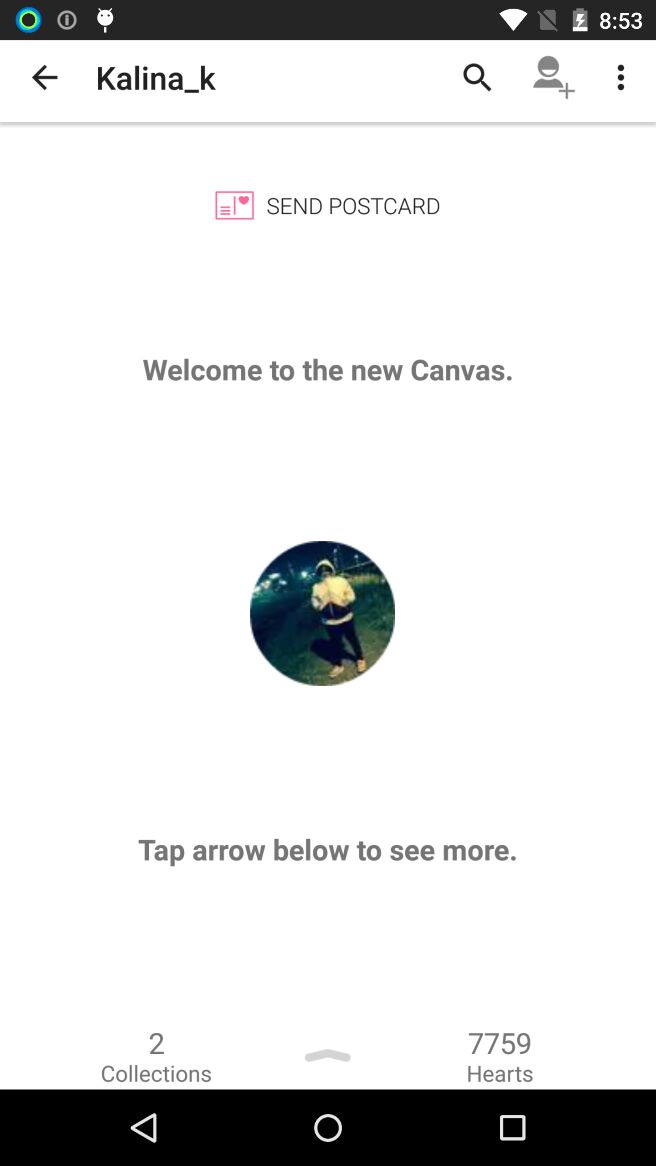 8:53
Kalina_k
SEND POSTCARD
Welcome to the new Canvas.
Tap arrow below to see more.
2
Collections
7759
Hearts